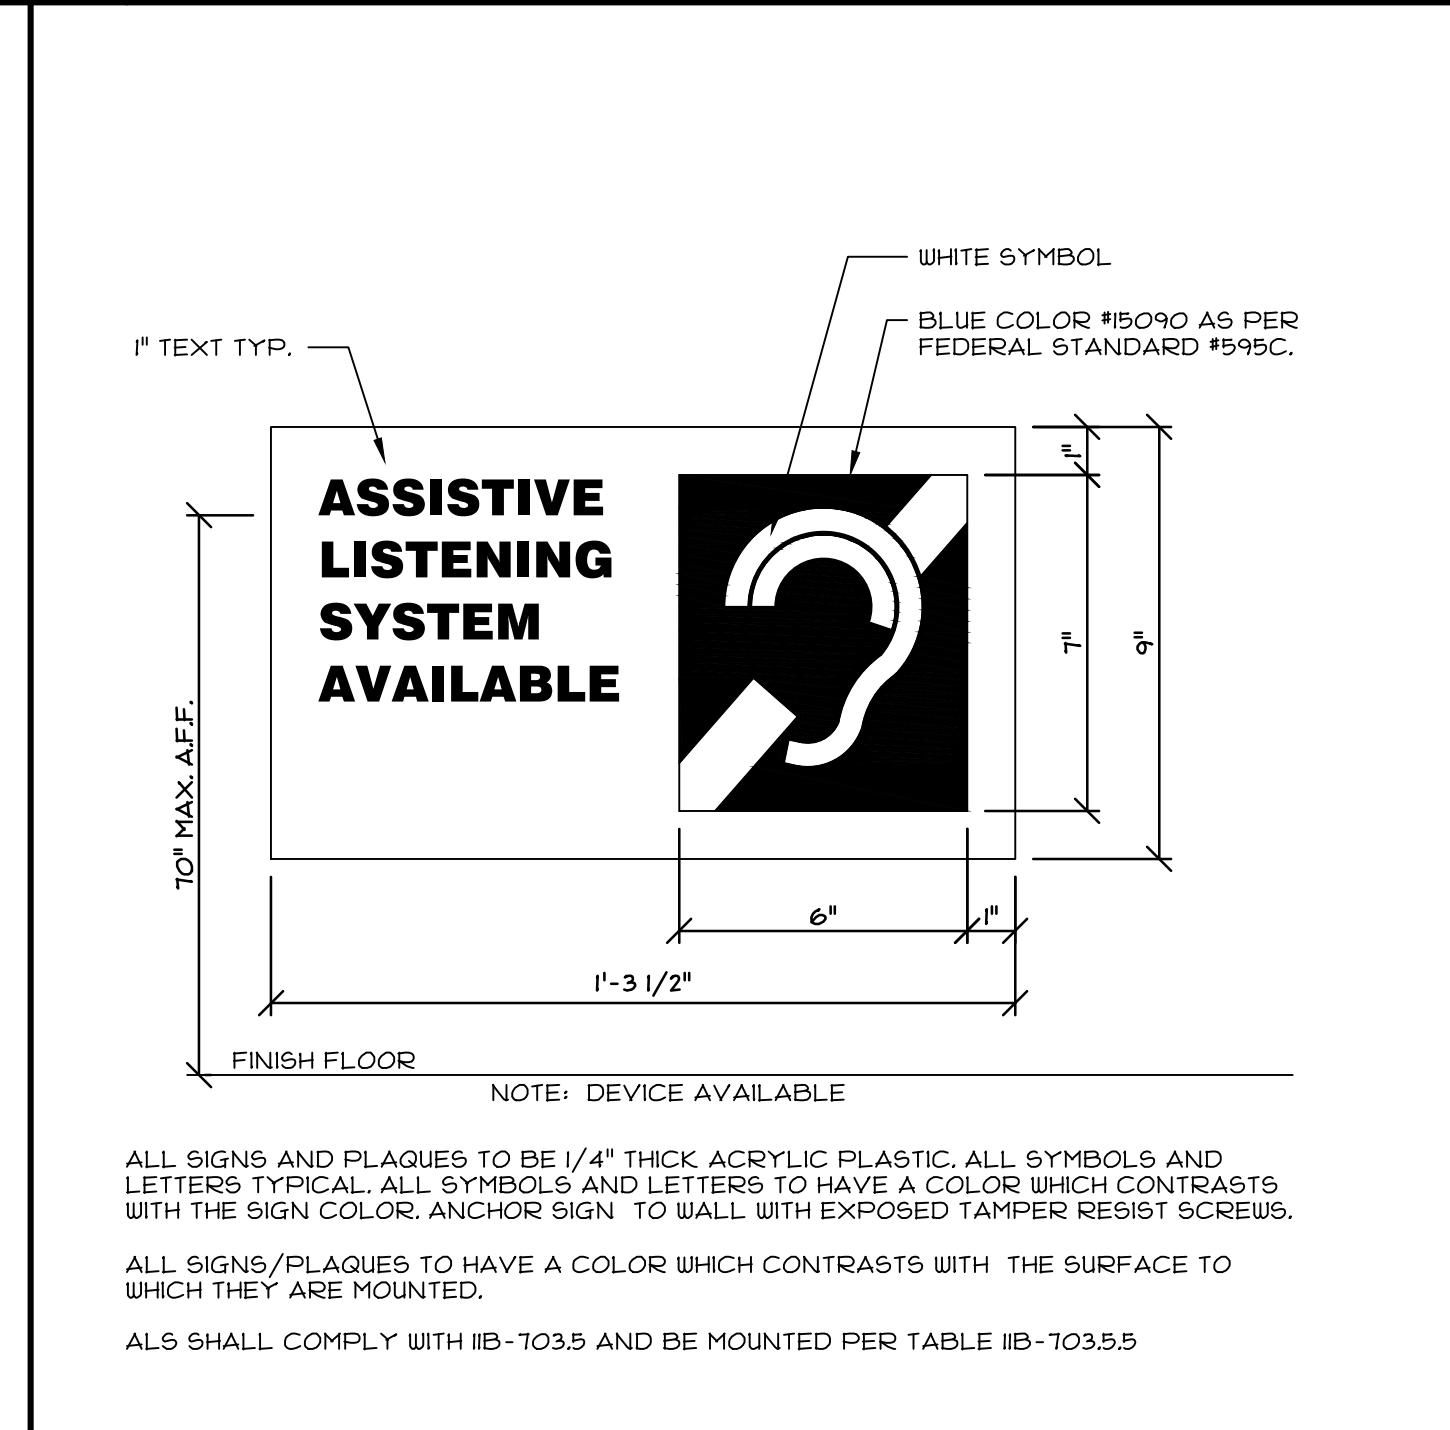 WHITE SYMBOL
BLUE COLOR #15090 AS PER
FEDERAL STANDARD #595C.
1" TEXT TYP.
ASSISTIVE
LISTENING
SYSTEM
AVAILABLE
1"
7"
9"
70" MAX. A.F.F.
6"
1"
1'-3 1/2"
FINISH FLOOR
NOTE: DEVICE AVAILABLE
ALL SIGNS AND PLAQUES TO BE 1/4" THICK ACRYLIC PLASTIC. ALL SYMBOLS AND
LETTERS TYPICAL. ALL SYMBOLS AND LETTERS TO HAVE A COLOR WHICH CONTRASTS
WITH THE SIGN COLOR. ANCHOR SIGN TO WALL WITH EXPOSED TAMPER RESIST SCREWS.
ALL SIGNS/PLAQUES TO HAVE A COLOR WHICH CONTRASTS WITH THE SURFACE TO
WHICH THEY ARE MOUNTED.
ALS SHALL COMPLY WITH 11B-703.5 AND BE MOUNTED PER TABLE 11B-703.5.5